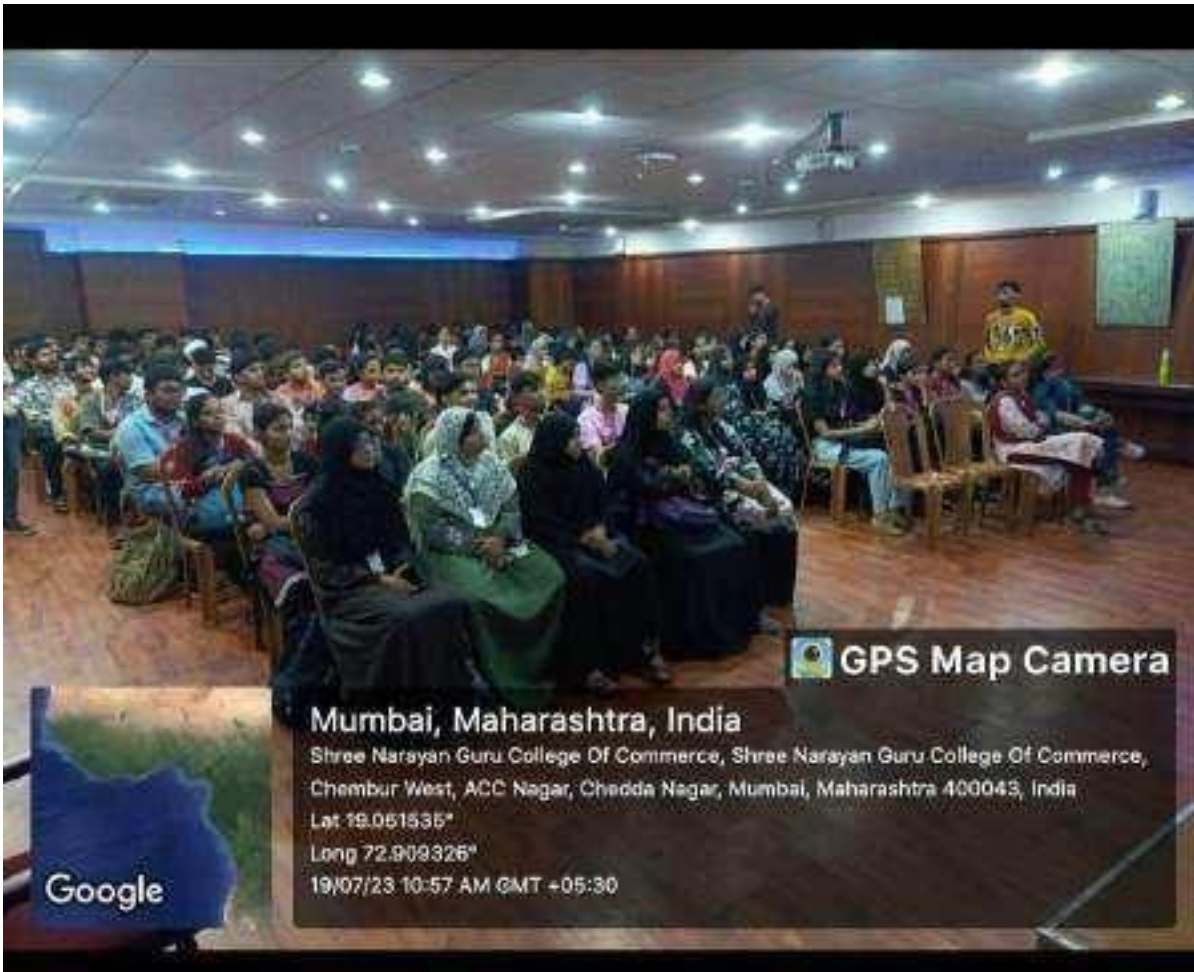 GPS Map Camera
Mumbai, Maharashtra, India
Shree Narayan Guru College Of Commerce, Shree Narayan Guru College Of Commerce,
Chembur West, ACC Nagar, Chedda Nagar, Mumbai, Maharashtra 400043, India
Lat 19.061535°
Long 72.909326°
19/07/23 10:57 AM GMT +05:30
Google